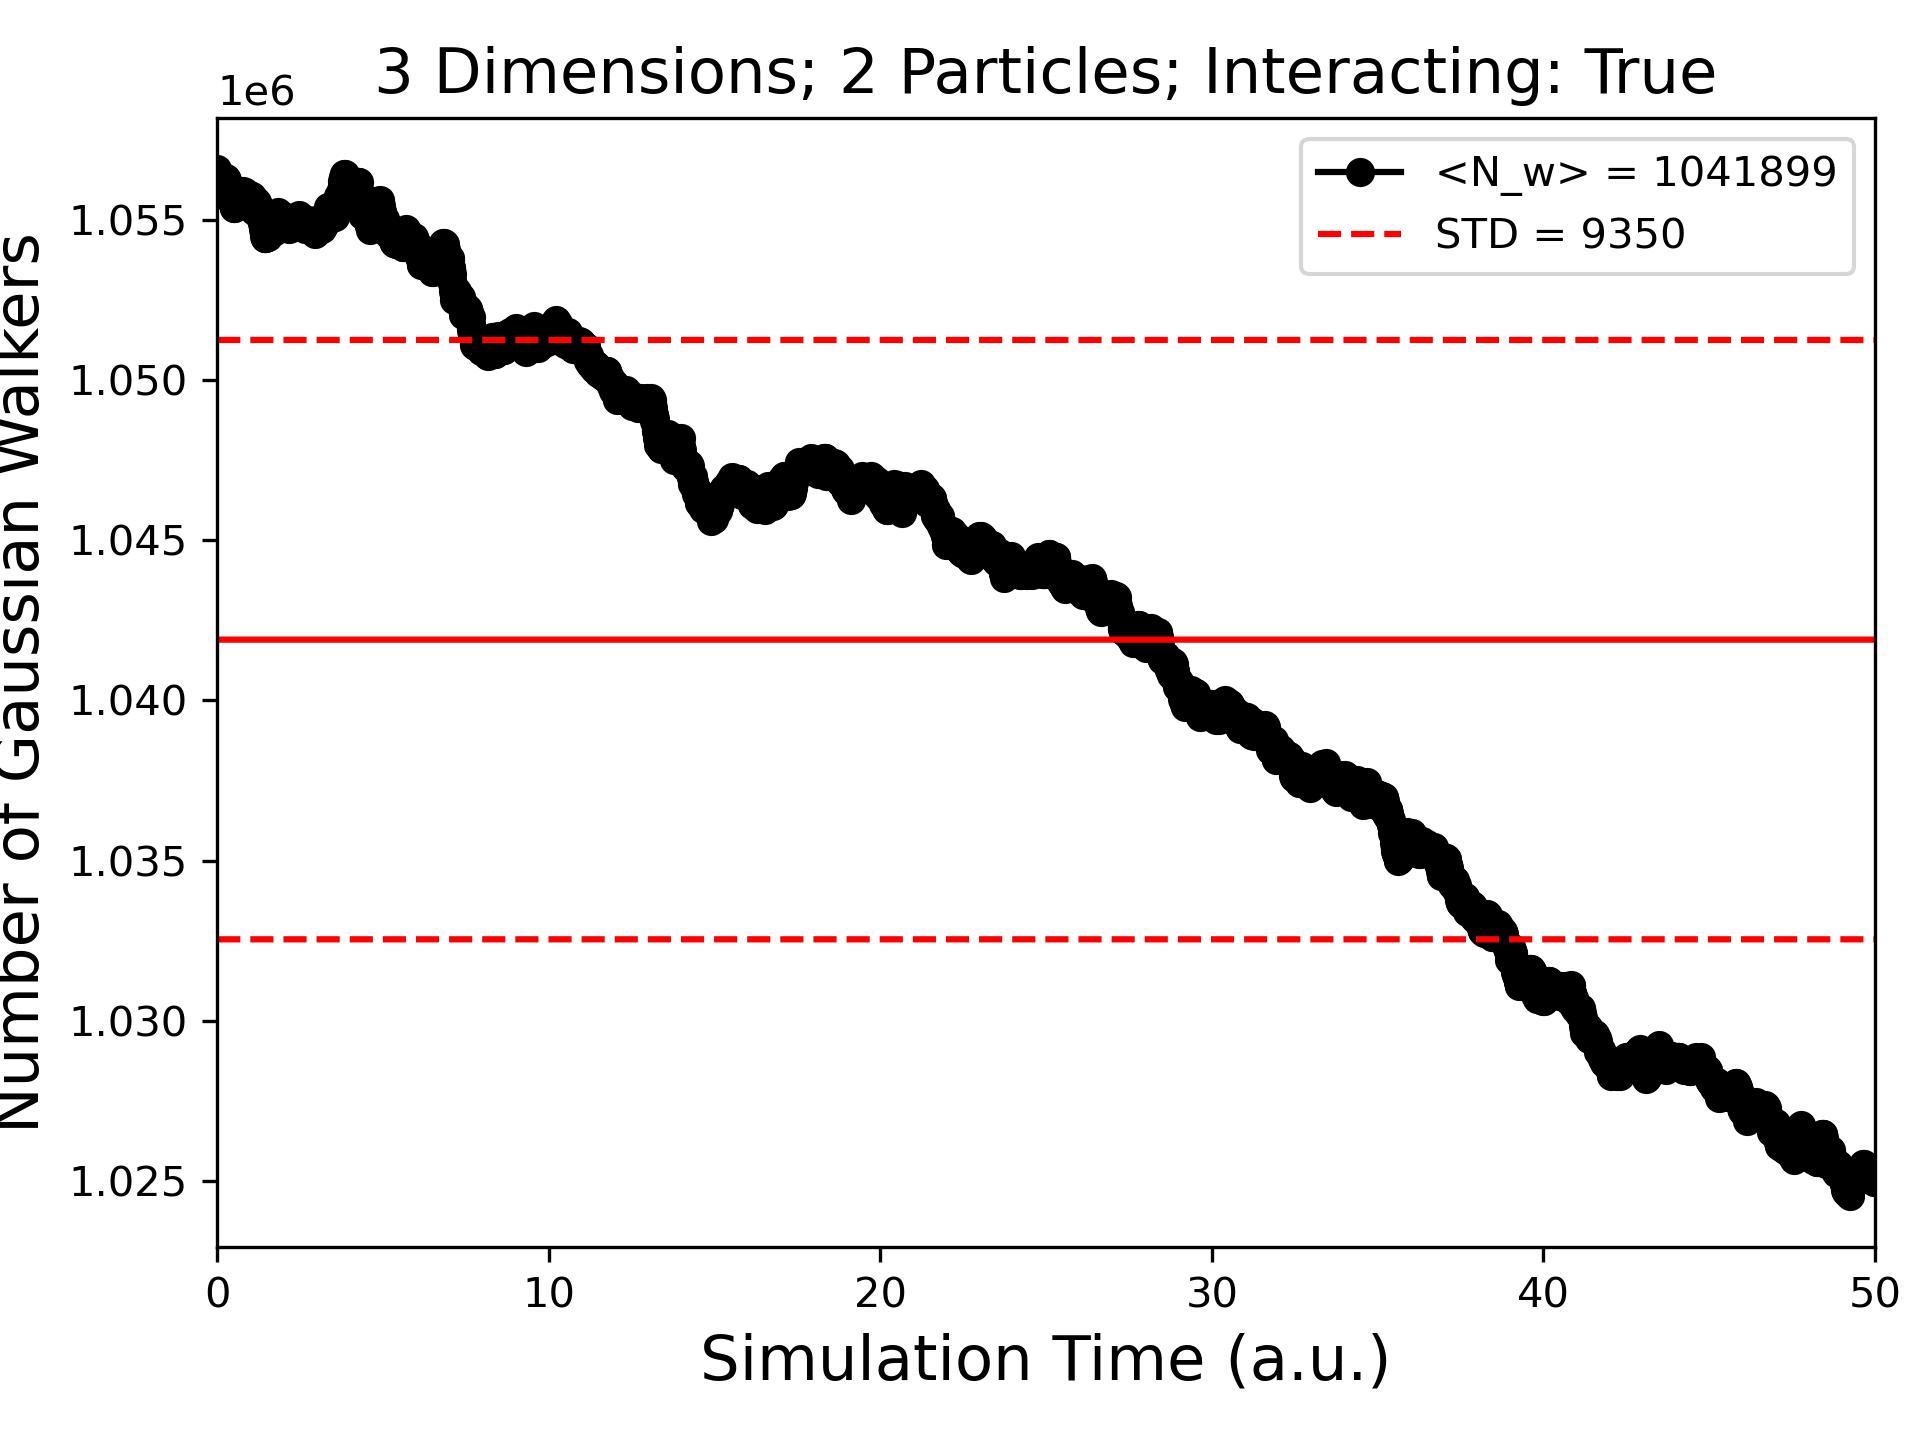 3 Dimensions; 2 Particles; Interacting: True
1e6
<N_w> = 1041899
STD = 9350
Number of Gaussian Walkers
1.055
1.050
1.045
1.040
1.035
1.030
1.025
0 10 20 30 40 50
Simulation Time (a.u.)